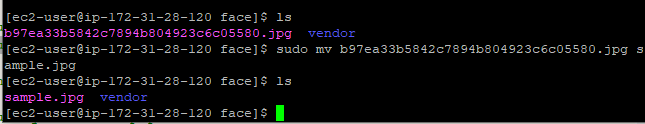 [ec2-user@ip-172-31-28-120 face]$ ls
b97ea33b5842c7894b804923c6c05580.jpg  vendor
[ec2-user@ip-172-31-28-120 face]$ sudo mv b97ea33b5842c7894b804923c6c05580.jpg s
ample.jpg
[ec2-user@ip-172-31-28-120 face]$ ls
sample.jpg  vendor
[ec2-user@ip-172-31-28-120 face]$